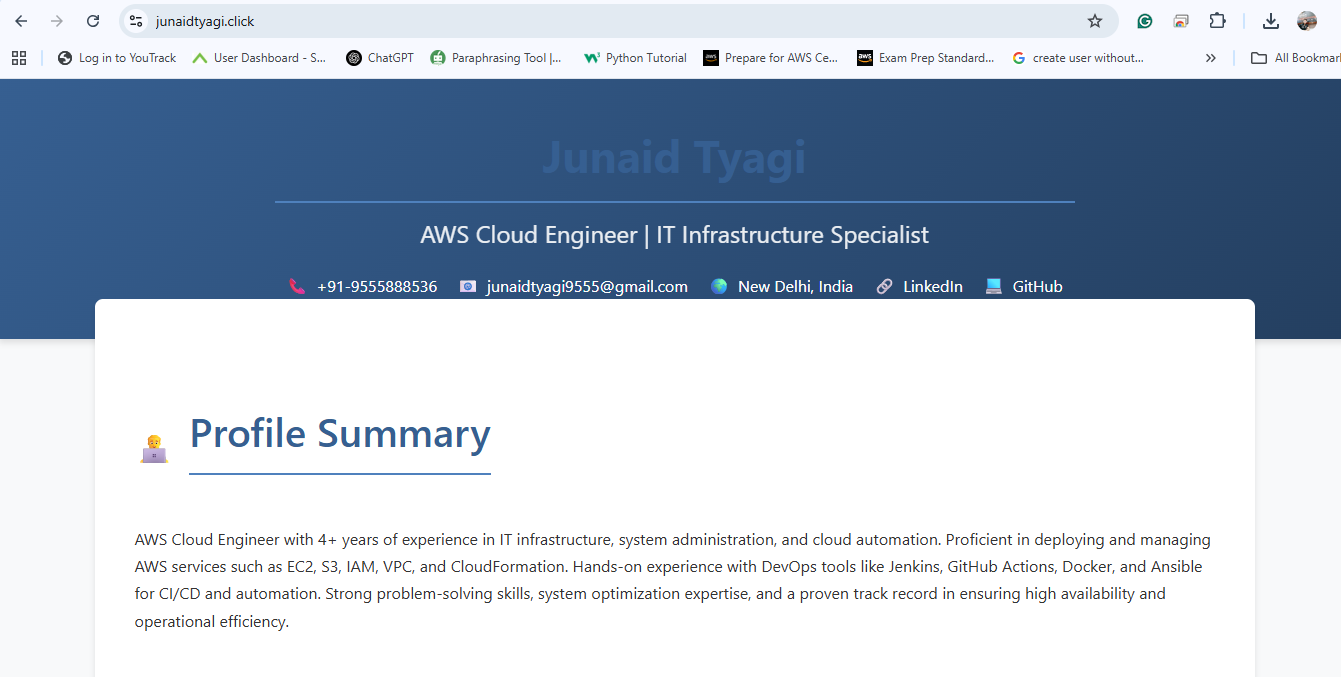 junaidtyagi.click
Log in to YouTrack
User Dashboard - S...
ChatGPT
Paraphrasing Tool |...
Python Tutorial
Prepare for AWS Ce...
Exam Prep Standard...
create user without...
»
All Bookmar
Junaid Tyagi
AWS Cloud Engineer | IT Infrastructure Specialist
+91-9555888536 junaidtyagi9555@gmail.com New Delhi, India LinkedIn GitHub
Profile Summary
AWS Cloud Engineer with 4+ years of experience in IT infrastructure, system administration, and cloud automation. Proficient in deploying and managing
AWS services such as EC2, S3, IAM, VPC, and CloudFormation. Hands-on experience with DevOps tools like Jenkins, GitHub Actions, Docker, and Ansible
for CI/CD and automation. Strong problem-solving skills, system optimization expertise, and a proven track record in ensuring high availability and
operational efficiency.